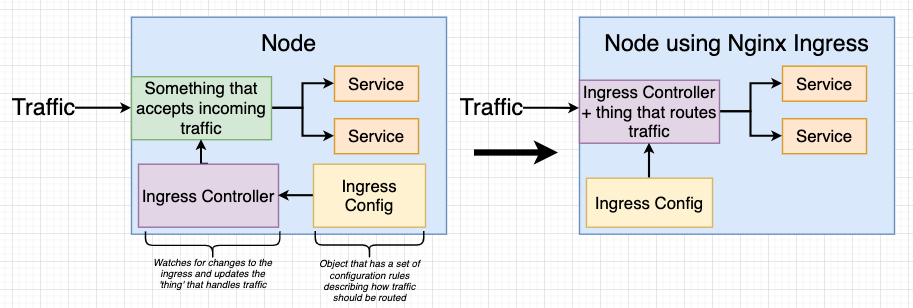 Node
Something that
accepts incoming
traffic
Service
Service
Traffic
Ingress Controller
Ingress
Config
Watches for changes to the
ingress and updates the
'thing' that handles traffic
Object that has a set of
configuration rules
describing how traffic
should be routed
Node using Nginx Ingress
Traffic
Ingress Controller
+ thing that routes
traffic
Service
Service
Ingress Config